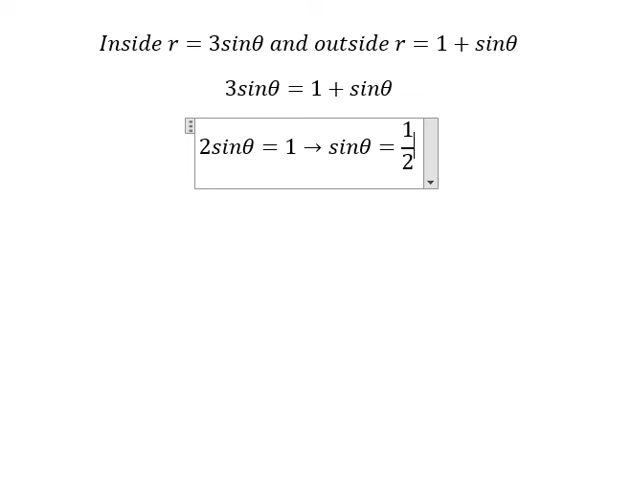 Inside r = 3sinθ and outside r = 1 + sinθ
3sinθ = 1 + sinθ
2sinθ = 1 → sinθ = 1/2